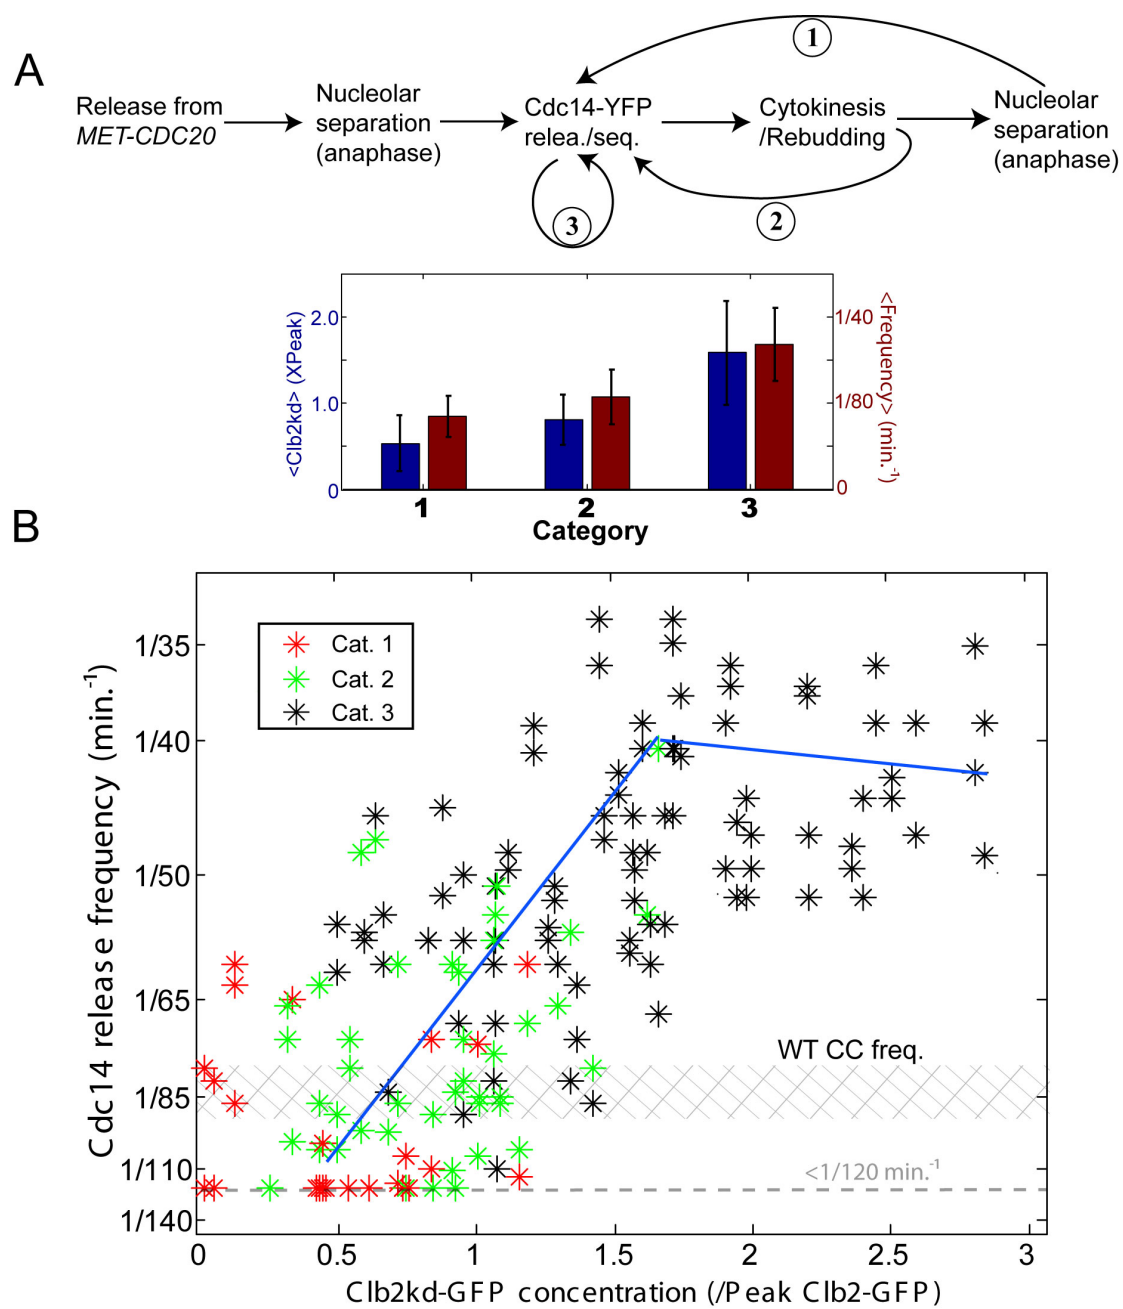 A
1
Release from
MET-CDC20
Nucleolar
separation
(anaphase)
Cdc14-YFP
relea./seq.
Cytokinesis
/Rebudding
Nucleolar
separation
(anaphase)
3
2
<Clb2kd> (XPeak)
2.0
1.0
0
1/40
1/80
0
<Frequency> (min.⁻¹)
1
2
3
Category
B
Cdc14 release frequency (min.⁻¹)
1/35
1/40
1/50
1/65
1/85
1/110
1/140
Cat. 1
Cat. 2
Cat. 3
WT CC freq.
<1/120 min.⁻¹
0
0.5
1
1.5
2
2.5
3
Clb2kd-GFP concentration (/Peak Clb2-GFP)